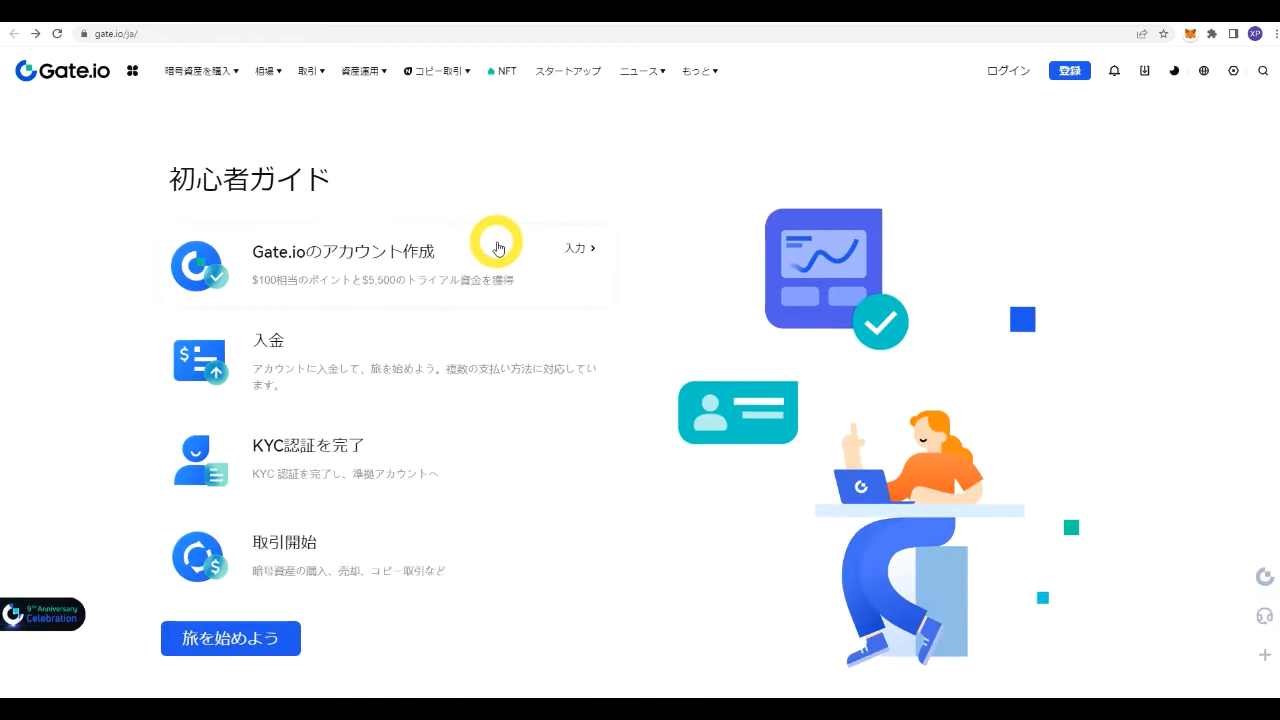 gate.io/ja/
XP
Gate.io 暗号資産を購入 相場 取引 資産運用 コピー取引 NFT スタートアップ ニュース もっと ログイン 登録
初心者ガイド
Gate.ioのアカウント作成 入力
$100相当のポイントと$5,500のトライアル資金を獲得
入金
アカウントに入金して、旅を始めよう。複数の支払い方法に対応してい
ます。
KYC認証を完了
KYC 認証を完了し、準拠アカウントへ
取引開始
暗号資産の購入、売却、コピー取引など
9th Anniversary
Celebration
旅を始めよう